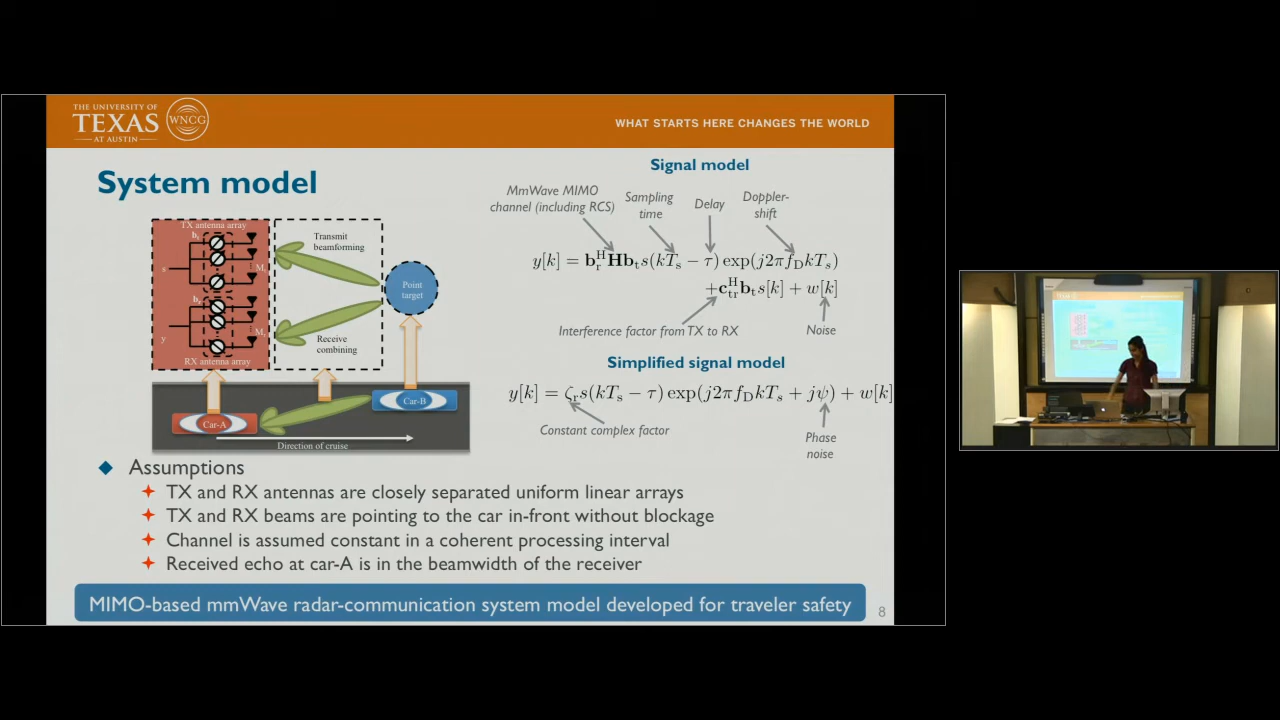 THE UNIVERSITY OF
TEXAS
AT AUSTIN
WNCG
WHAT STARTS HERE CHANGES THE WORLD
System model
TX antenna array
b_t
s
M_t
b_r
y
M_r
RX antenna array
Transmit
beamforming
Receive
combining
Point
target
Car-B
Car-A
Direction of cruise
Signal model
MmWave MIMO
channel (including RCS)
Sampling
time
Delay
Doppler-
shift
y[k] = b_r^H H b_t s(kT_s − τ) exp(j2πf_D kT_s)
+c_tr^H b_t s[k] + w[k]
Interference factor from TX to RX
Noise
Simplified signal model
y[k] = ζ_r s(kT_s − τ) exp(j2πf_D kT_s + jψ) + w[k]
Constant complex factor
Phase
noise
Assumptions
TX and RX antennas are closely separated uniform linear arrays
TX and RX beams are pointing to the car in-front without blockage
Channel is assumed constant in a coherent processing interval
Received echo at car-A is in the beamwidth of the receiver
MIMO-based mmWave radar-communication system model developed for traveler safety
8